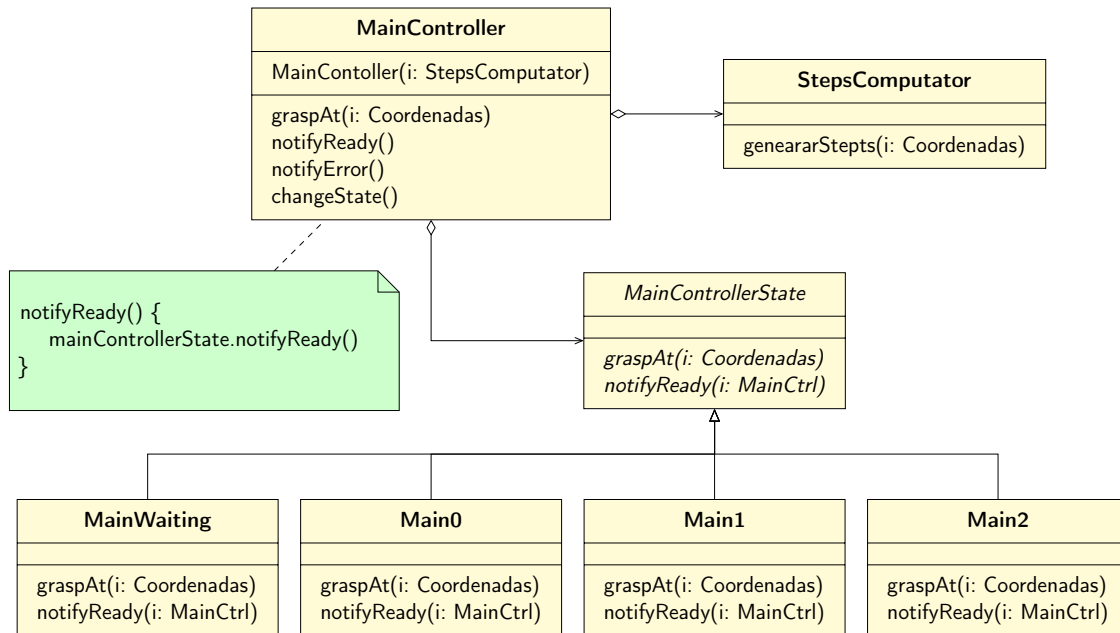 MainController
MainContoller(i: StepsComputator)
graspAt(i: Coordenadas)
notifyReady()
notifyError()
changeState()
StepsComputator
geneararStepts(i: Coordenadas)
notifyReady() {
mainControllerState.notifyReady()
}
MainControllerState
graspAt(i: Coordenadas)
notifyReady(i: MainCtrl)
MainWaiting
graspAt(i: Coordenadas)
notifyReady(i: MainCtrl)
Main0
graspAt(i: Coordenadas)
notifyReady(i: MainCtrl)
Main1
graspAt(i: Coordenadas)
notifyReady(i: MainCtrl)
Main2
graspAt(i: Coordenadas)
notifyReady(i: MainCtrl)